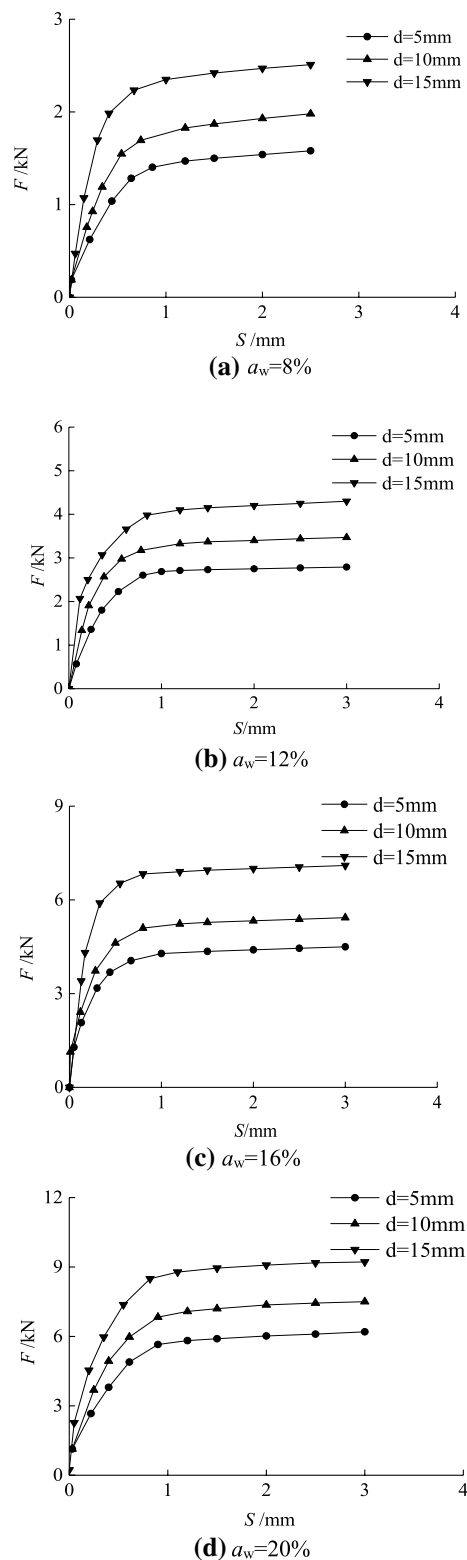 3
d=5mm
d=10mm
d=15mm
2
F/kN
1
0
0 1 2 3 4
S /mm
(a) aw=8%
6
d=5mm
5
d=10mm
d=15mm
4
F/kN
3
2
1
0
0 1 2 3 4
S/mm
(b) aw=12%
9
d=5mm
d=10mm
d=15mm
6
F/kN
3
0
0 1 2 3 4
S/mm
(c) aw=16%
12
d=5mm
d=10mm
d=15mm
9
F/kN
6
3
0
0 1 2 3 4
S /mm
(d) aw=20%